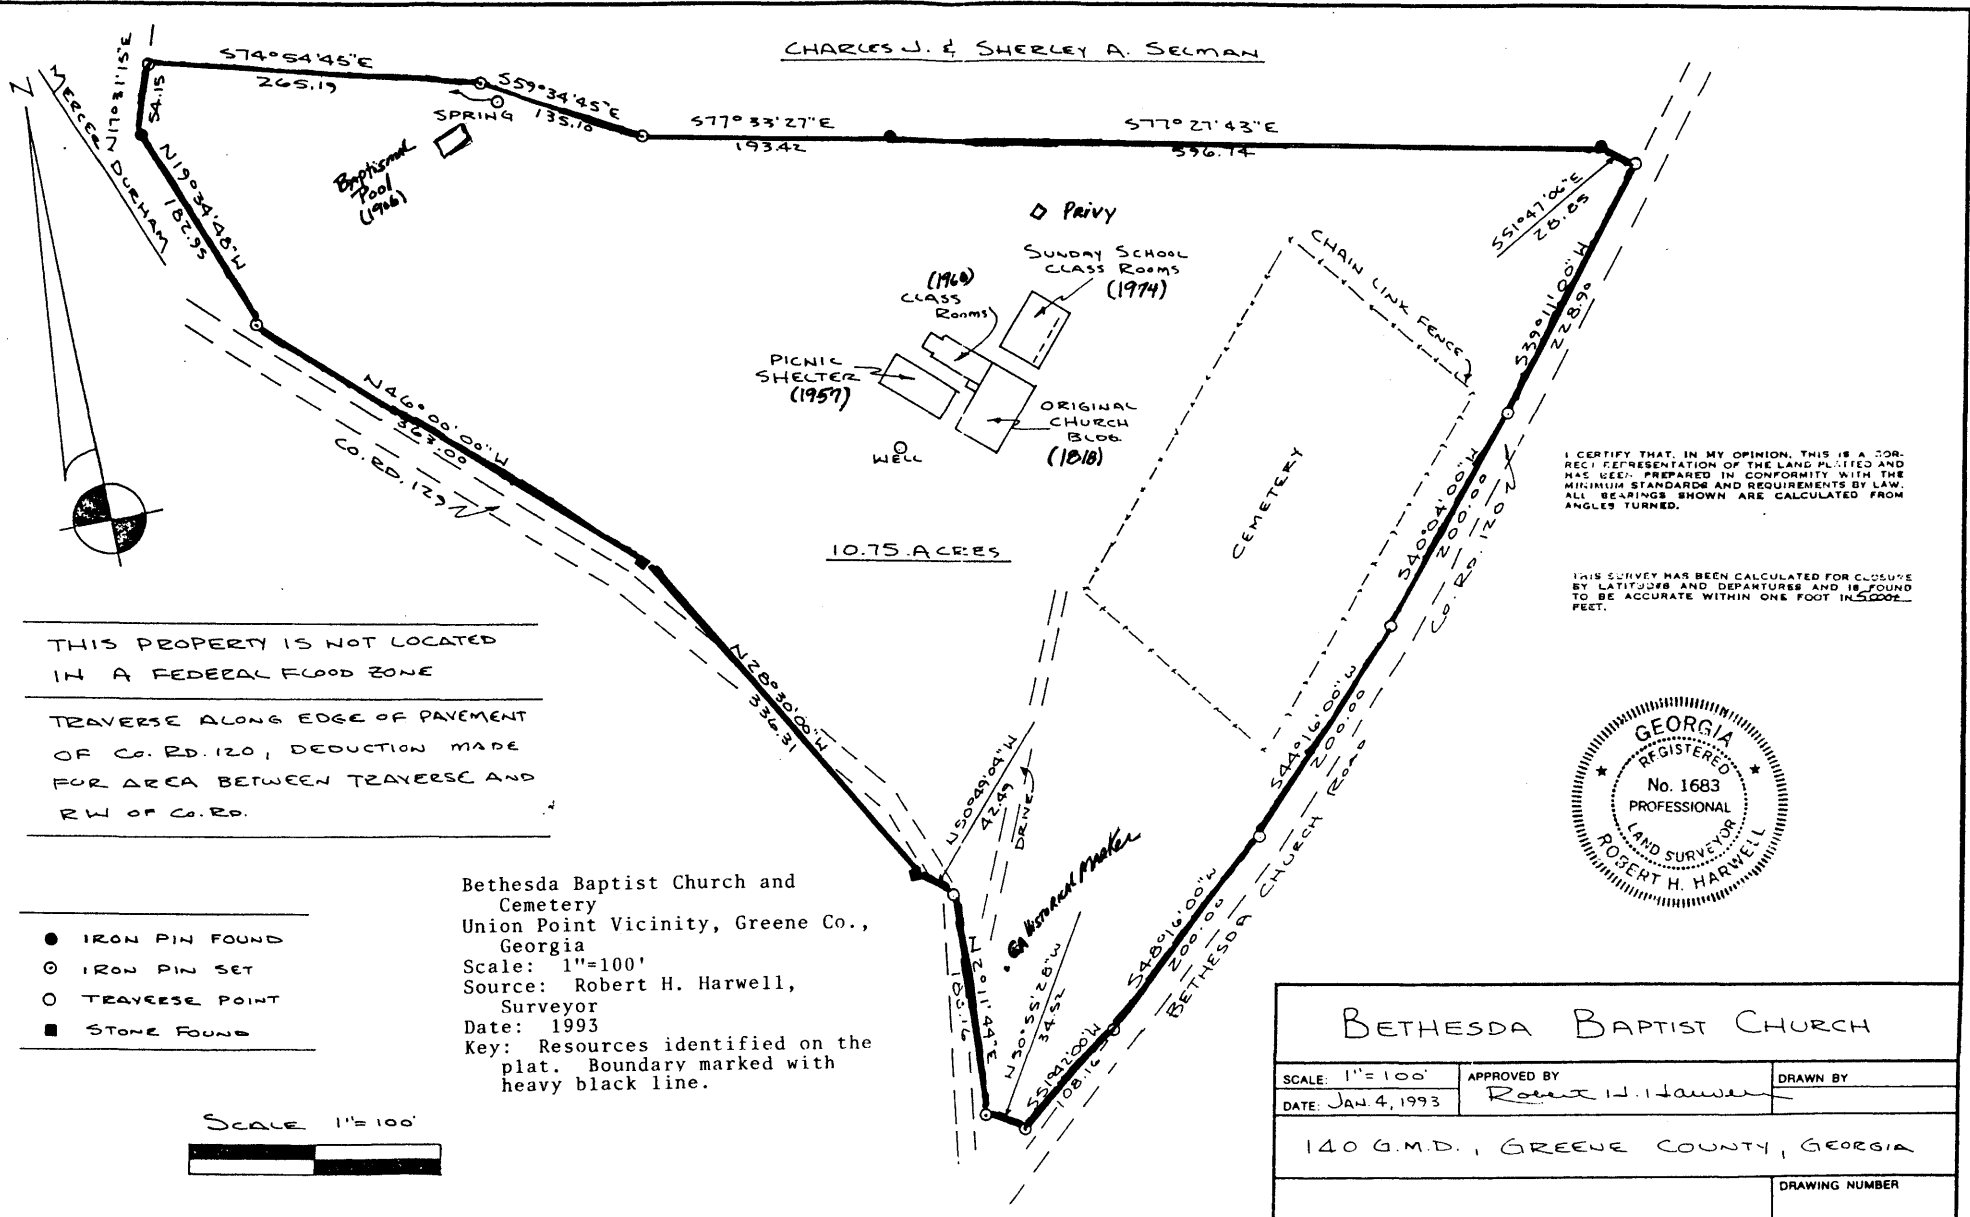 CHARLES J. & SHERLEY A. SELMAN
N
MERCER DURHAM
N17°31'15"E
54.15
S74°54'45"E
265.19
S59°34'45"E
135.10
SPRING
S77°33'27"E
193.42
S77°27'43"E
596.74
S51°47'06"E
28.85
Baptismal
Pool
(1906)
N19°34'48"W
182.95
Privy
SUNDAY SCHOOL
CLASS ROOMS
(1974)
CLASS
Rooms
PICNIC
SHELTER
(1957)
ORIGINAL
CHURCH
BLDG.
(1818)
WELL
CHAIN LINK FENCE
CEMETERY
S39°11'00"W
228.90
N46°00'00"W
363.00
CO. RD. 129
10.75 ACRES
S40°04'00"W
200.00
CO. RD. 120
I CERTIFY THAT, IN MY OPINION, THIS IS A COR-
RECT REPRESENTATION OF THE LAND PLATTED AND
HAS BEEN PREPARED IN CONFORMITY WITH THE
MINIMUM STANDARDS AND REQUIREMENTS BY LAW.
ALL BEARINGS SHOWN ARE CALCULATED FROM
ANGLES TURNED.
THIS SURVEY HAS BEEN CALCULATED FOR CLOSURE
BY LATITUDES AND DEPARTURES AND IS FOUND
TO BE ACCURATE WITHIN ONE FOOT IN
FEET.
THIS PROPERTY IS NOT LOCATED
IN A FEDERAL FLOOD ZONE
TRAVERSE ALONG EDGE OF PAVEMENT
OF CO. RD. 120, DEDUCTION MADE
FOR AREA BETWEEN TRAVERSE AND
RW OF CO. RD.
N28°30'00"W
336.31
N50°49'04"W
42.49
DRIVE
S44°16'00"W
200.00
BETHESDA CHURCH ROAD
GA Historical Marker
S48°16'00"W
200.00
N2°11'44"E
183.16
N30°55'28"W
34.52
S51°42'00"W
108.16
GEORGIA
REGISTERED
No. 1683
PROFESSIONAL
LAND SURVEYOR
ROBERT H. HARWELL
IRON PIN FOUND
IRON PIN SET
TRAVERSE POINT
STONE FOUND
Bethesda Baptist Church and
Cemetery
Union Point Vicinity, Greene Co.,
Georgia
Scale: 1"=100'
Source: Robert H. Harwell,
Surveyor
Date: 1993
Key: Resources identified on the
plat. Boundary marked with
heavy black line.
SCALE 1"=100'
BETHESDA BAPTIST CHURCH
SCALE: 1"=100'
APPROVED BY
Robert H. Harwell
DRAWN BY
DATE: JAN. 4, 1993
140 G.M.D., GREENE COUNTY, GEORGIA
DRAWING NUMBER